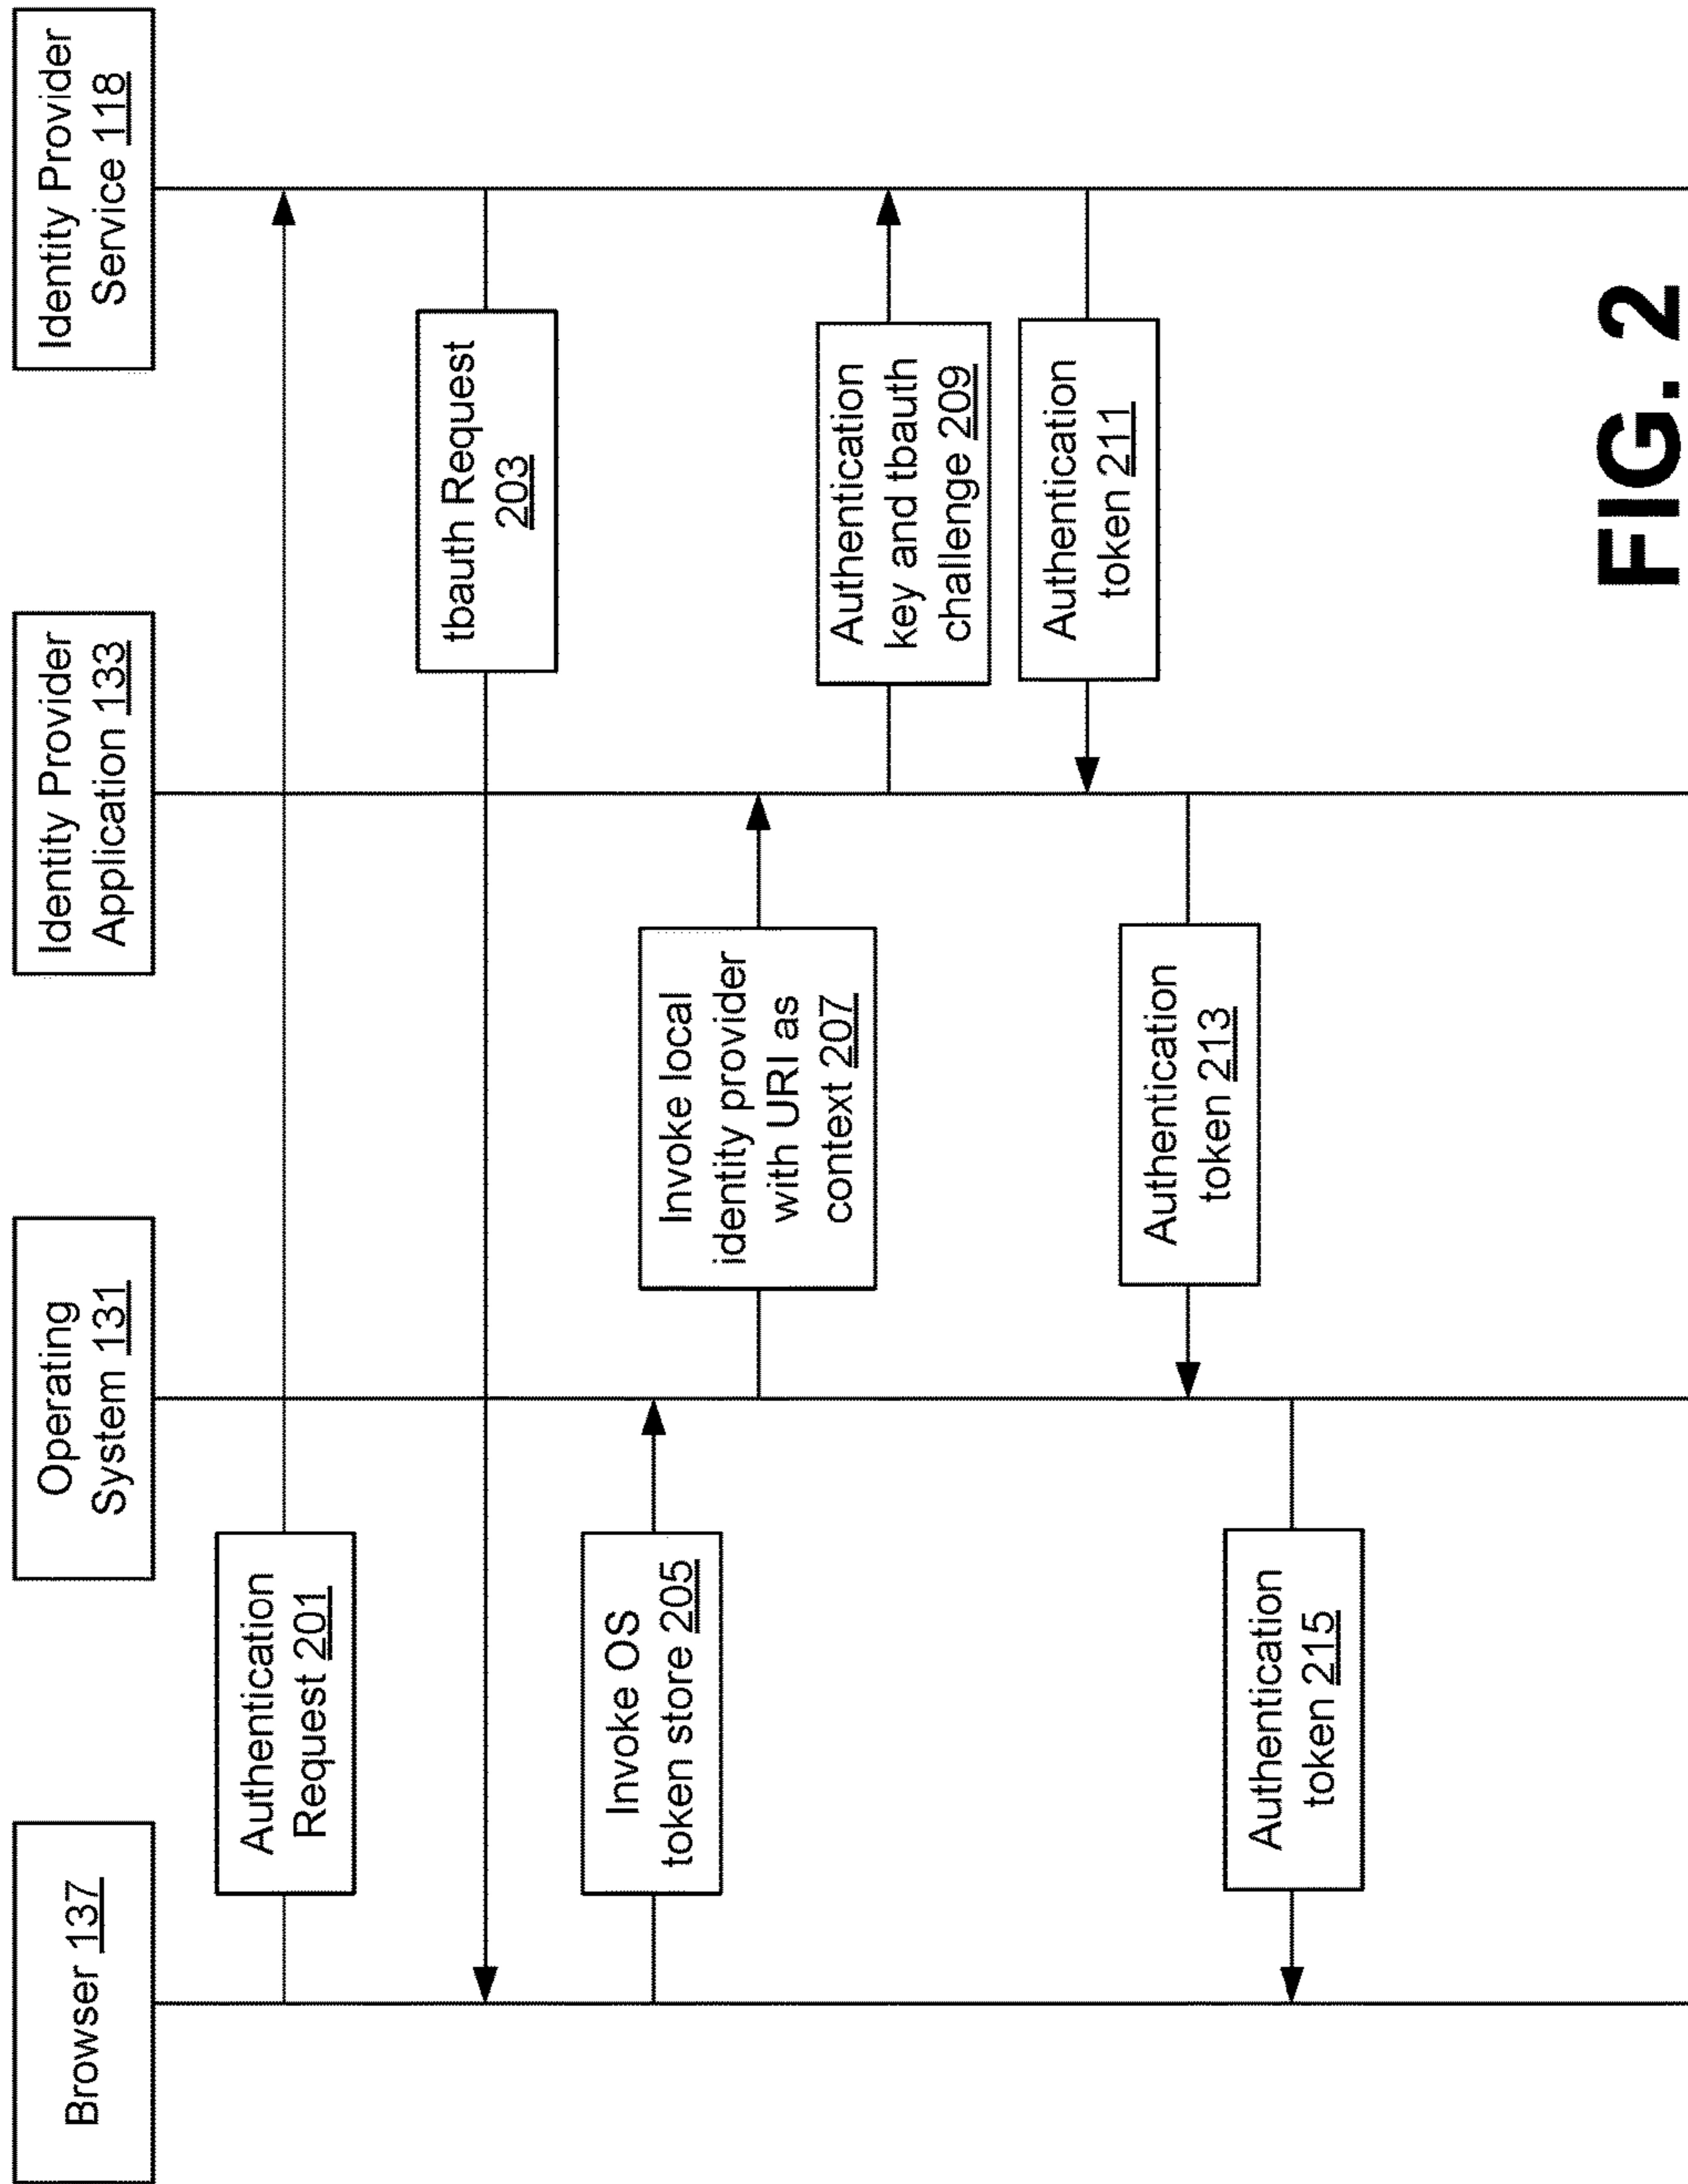 Browser 137
Operating
System 131
Identity Provider
Application 133
Identity Provider
Service 118
Authentication
Request 201
tbauth Request
203
Invoke OS
token store 205
Invoke local
identity provider
with URI as
context 207
Authentication
key and tbauth
challenge 209
Authentication
token 211
Authentication
token 213
Authentication
token 215
FIG. 2